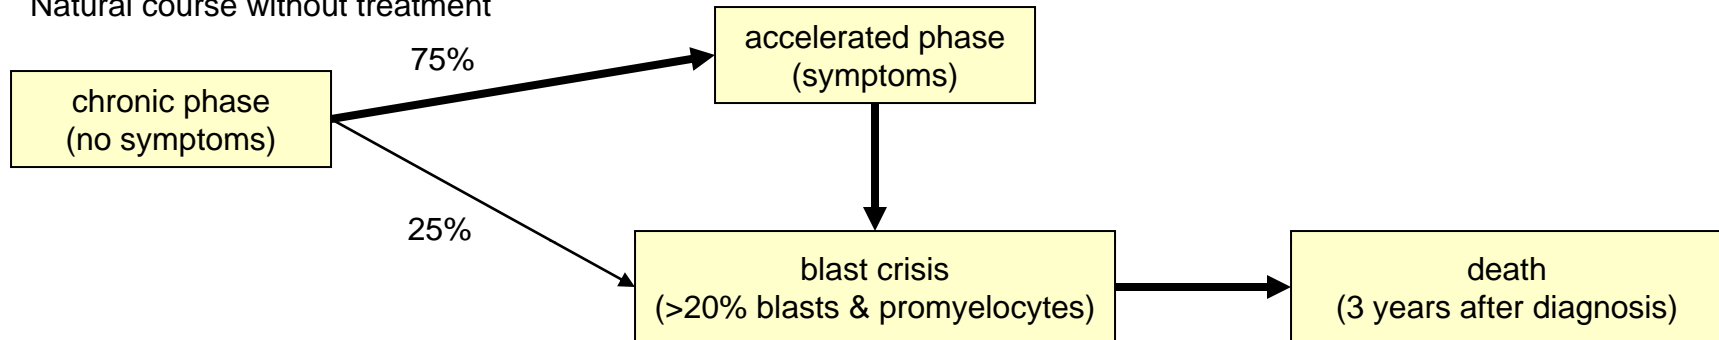 Natural course without treatment
75%
accelerated phase
(symptoms)
chronic phase
(no symptoms)
25%
blast crisis
(>20% blasts & promyelocytes)
death
(3 years after diagnosis)